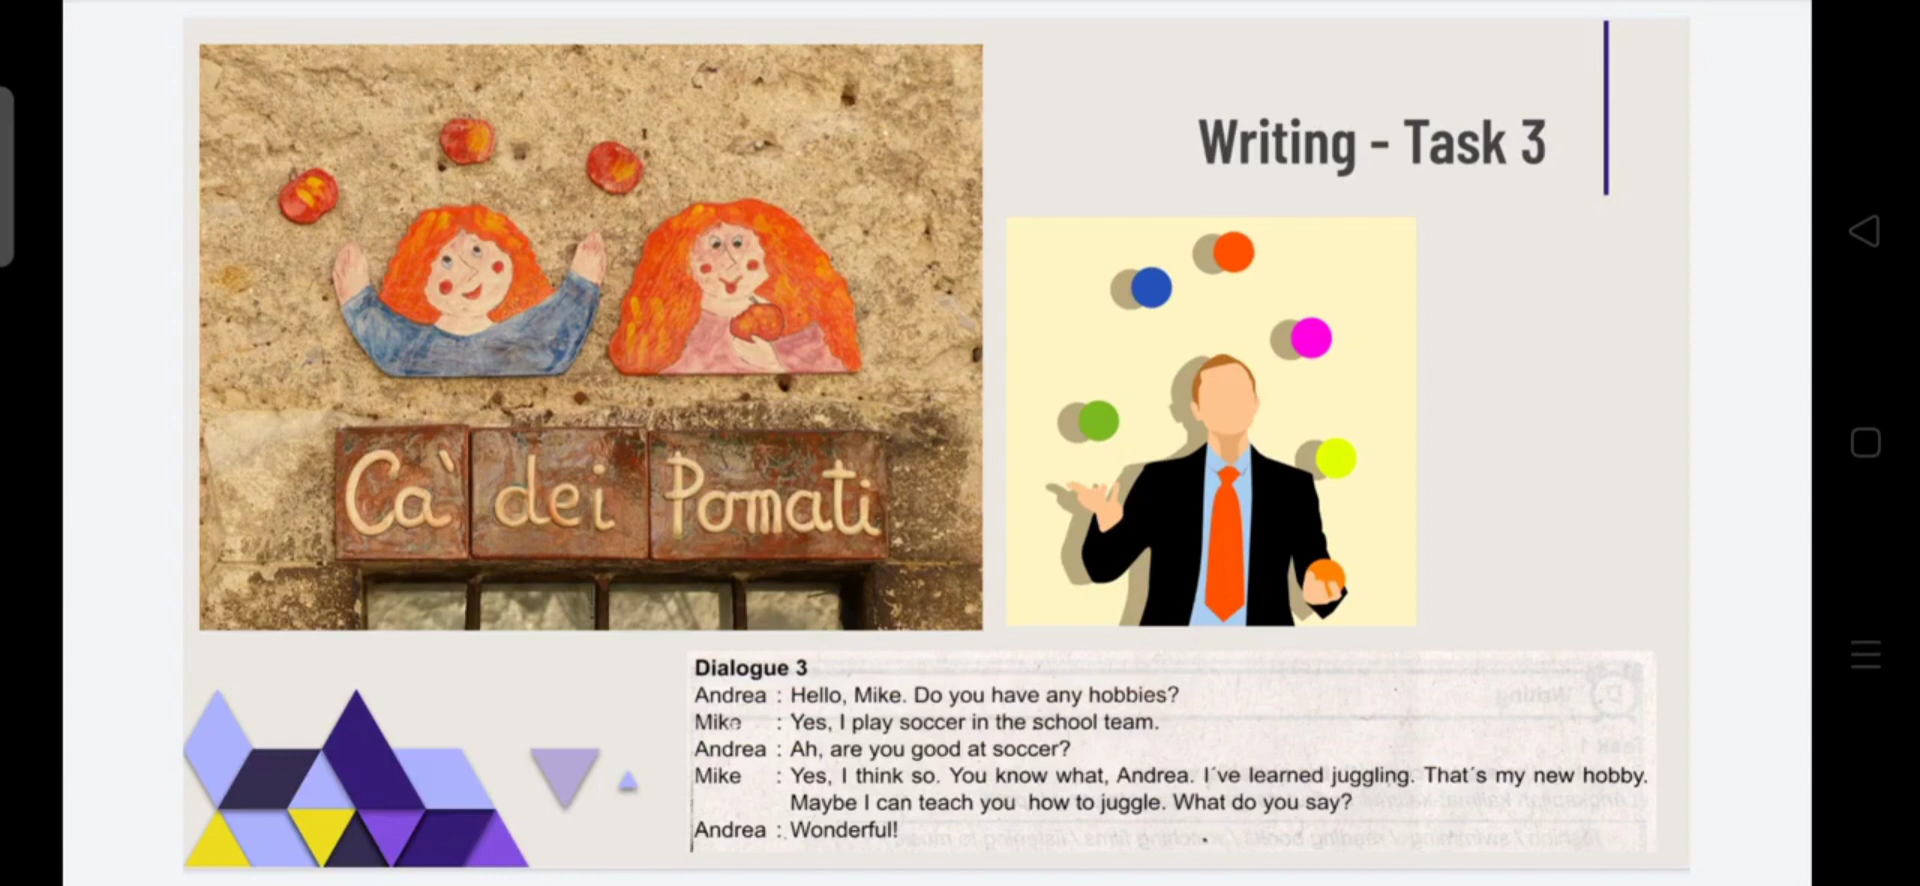 Writing - Task 3
Ca' dei Pomati
Dialogue 3
Andrea : Hello, Mike. Do you have any hobbies?
Mike : Yes, I play soccer in the school team.
Andrea : Ah, are you good at soccer?
Mike : Yes, I think so. You know what, Andrea. I´ve learned juggling. That´s my new hobby.
Maybe I can teach you how to juggle. What do you say?
Andrea : Wonderful!